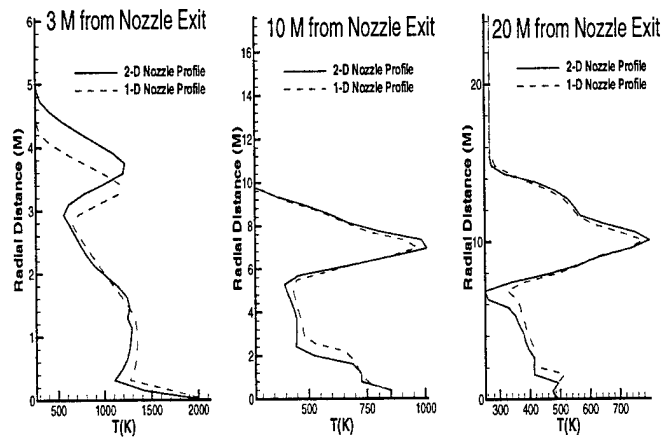 3 M from Nozzle Exit
2-D Nozzle Profile
1-D Nozzle Profile
Radial Distance (M)
6
5
4
3
2
1
0
500
1000
1500
2000
T(K)
10 M from Nozzle Exit
2-D Nozzle Profile
1-D Nozzle Profile
Radial Distance (M)
16
14
12
10
8
6
4
2
0
500
750
1000
T(K)
20 M from Nozzle Exit
2-D Nozzle Profile
1-D Nozzle Profile
Radial Distance (M)
20
10
0
300
400
500
600
700
T(K)